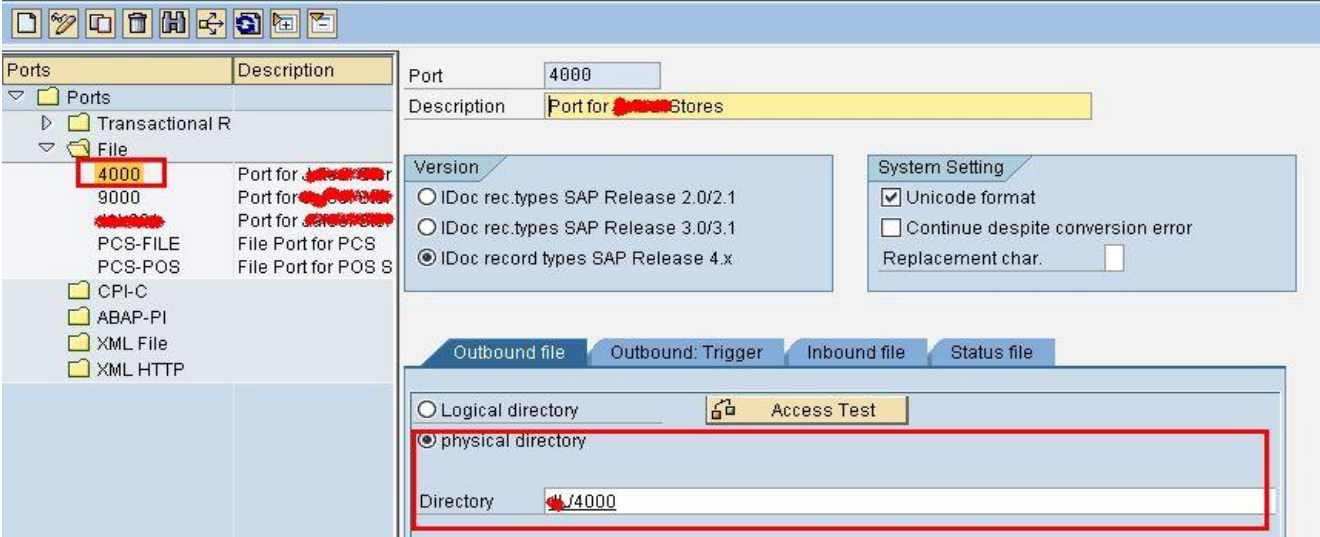 Ports Description
Ports
Transactional R
File
4000 Port for
9000 Port for
Port for
PCS-FILE File Port for PCS
PCS-POS File Port for POS S
CPI-C
ABAP-PI
XML File
XML HTTP
Port 4000
Description Port for Stores
Version
IDoc rec.types SAP Release 2.0/2.1
IDoc rec.types SAP Release 3.0/3.1
IDoc record types SAP Release 4.x
System Setting
Unicode format
Continue despite conversion error
Replacement char.
Outbound file Outbound: Trigger Inbound file Status file
Logical directory Access Test
physical directory
Directory /4000